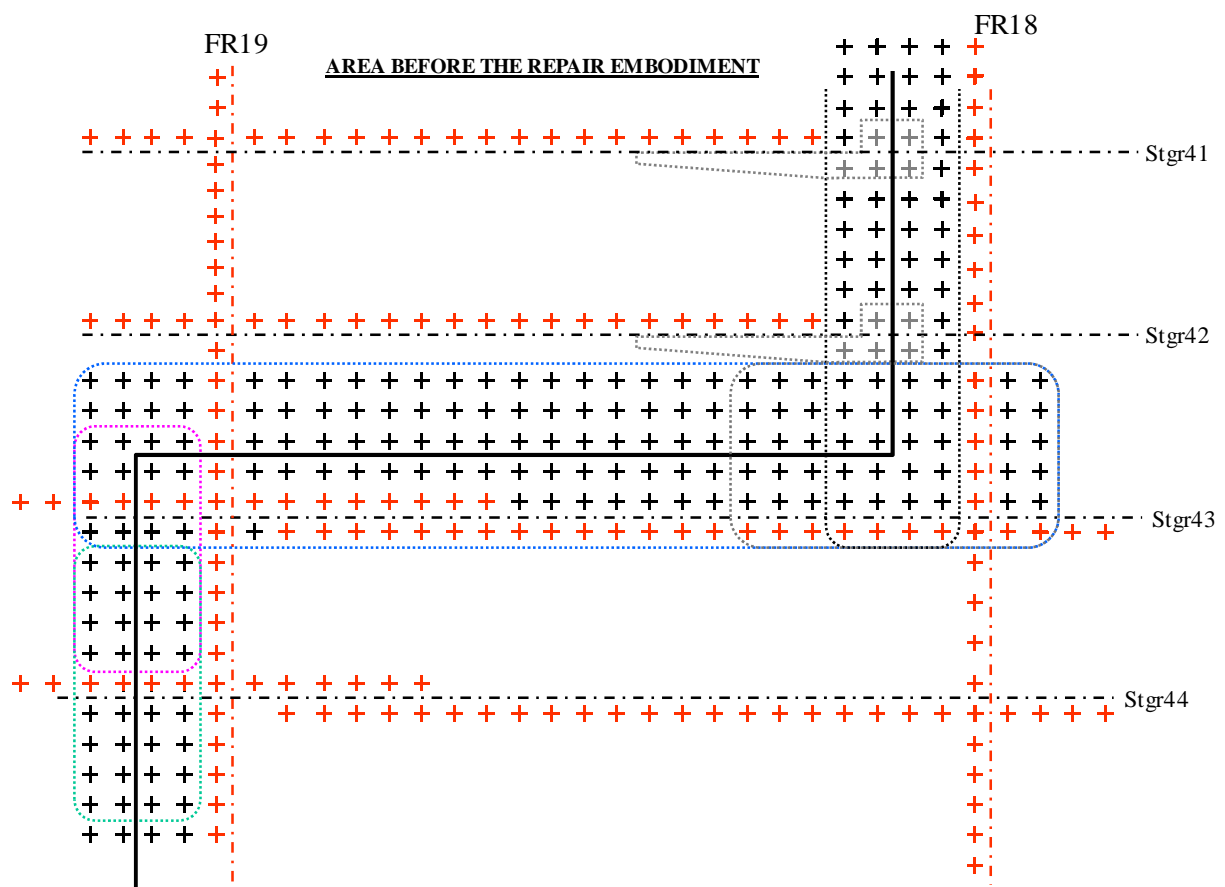 FR19
FR18
AREA BEFORE THE REPAIR EMBODIMENT
Stgr41
Stgr42
Stgr43
Stgr44